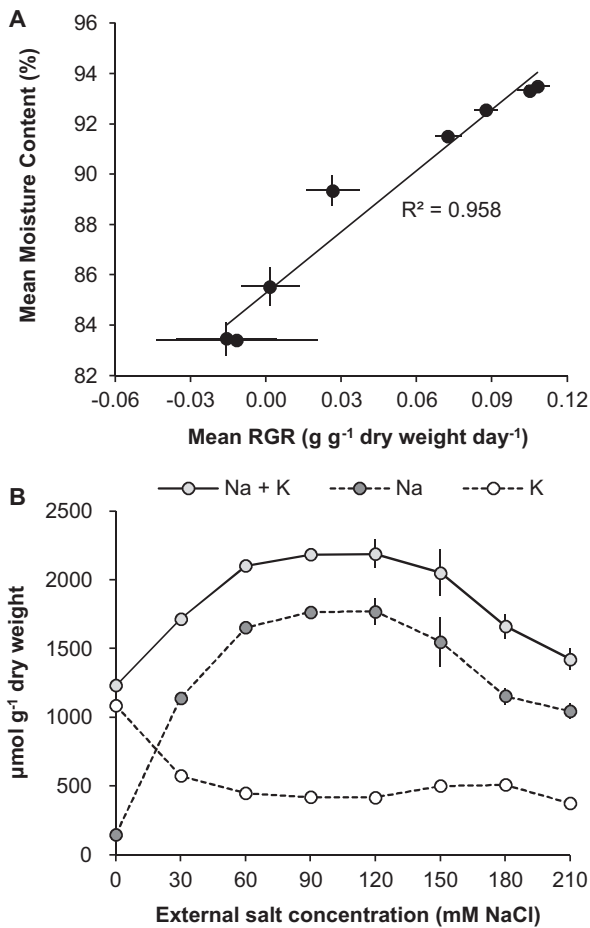 A
96
94
92
90
88
86
84
82
Mean Moisture Content (%)
R² = 0.958
-0.06 -0.03 0.00 0.03 0.06 0.09 0.12
Mean RGR (g g⁻¹ dry weight day⁻¹)
B
Na + K Na K
2500
2000
1500
1000
500
0
µmol g⁻¹ dry weight
0 30 60 90 120 150 180 210
External salt concentration (mM NaCl)